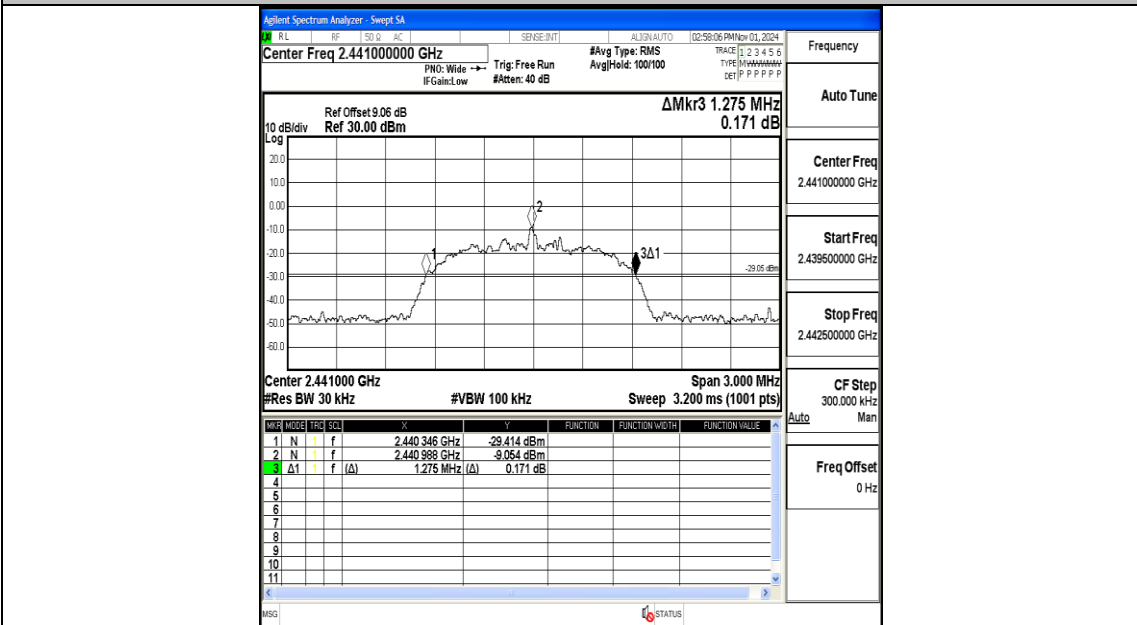 Agilent Spectrum Analyzer - Swept SA
RL RF 50 Ω AC SENSE:INT ALIGNAUTO 02:58:06 PM Nov 01, 2024
Center Freq 2.441000000 GHz
PNO: Wide
IFGain:Low
Trig: Free Run
#Atten: 40 dB
#Avg Type: RMS
Avg|Hold: 100/100
TRACE 1 2 3 4 5 6
TYPE MWWWWW
DET P P P P P P
ΔMkr3 1.275 MHz
0.171 dB
Ref Offset 9.06 dB
10 dB/div Ref 30.00 dBm
Log
20.0
10.0
0.00
-10.0
-20.0
-30.0
-40.0
-50.0
-60.0
1
2
3Δ1
-29.05 dBm
Center 2.441000 GHz Span 3.000 MHz
#Res BW 30 kHz #VBW 100 kHz Sweep 3.200 ms (1001 pts)
MKR MODE TRC SCL X Y FUNCTION FUNCTION WIDTH FUNCTION VALUE
1 N 1 f 2.440 346 GHz -29.414 dBm
2 N 1 f 2.440 988 GHz -9.054 dBm
3 Δ1 1 f (Δ) 1.275 MHz (Δ) 0.171 dB
4
5
6
7
8
9
10
11
MSG STATUS
Frequency
Auto Tune
Center Freq
2.441000000 GHz
Start Freq
2.439500000 GHz
Stop Freq
2.442500000 GHz
CF Step
300.000 kHz
Auto Man
Freq Offset
0 Hz